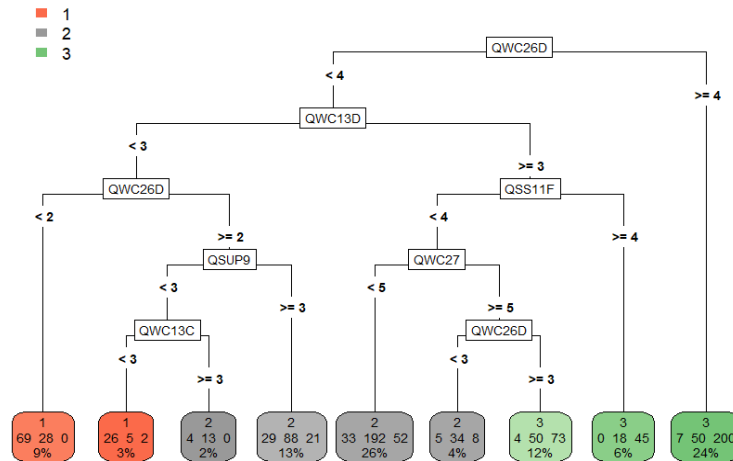 1
2
3
QWC26D
< 4
>= 4
QWC13D
< 3
>= 3
QWC26D
QSS11F
< 2
>= 2
< 4
>= 4
QSUP9
QWC27
< 3
>= 3
< 5
>= 5
QWC13C
QWC26D
< 3
>= 3
< 3
>= 3
1
69 28 0
9%
1
26 5 2
3%
2
4 13 0
2%
2
29 88 21
13%
2
33 192 52
26%
2
5 34 8
4%
3
4 50 73
12%
3
0 18 45
6%
3
7 50 200
24%